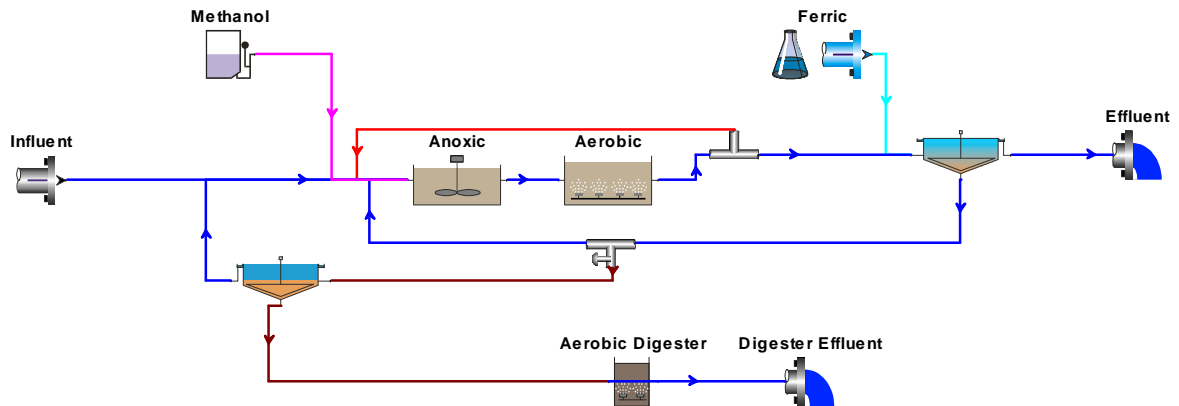 Methanol
Ferric
Influent
Anoxic
Aerobic
Effluent
Aerobic Digester
Digester Effluent